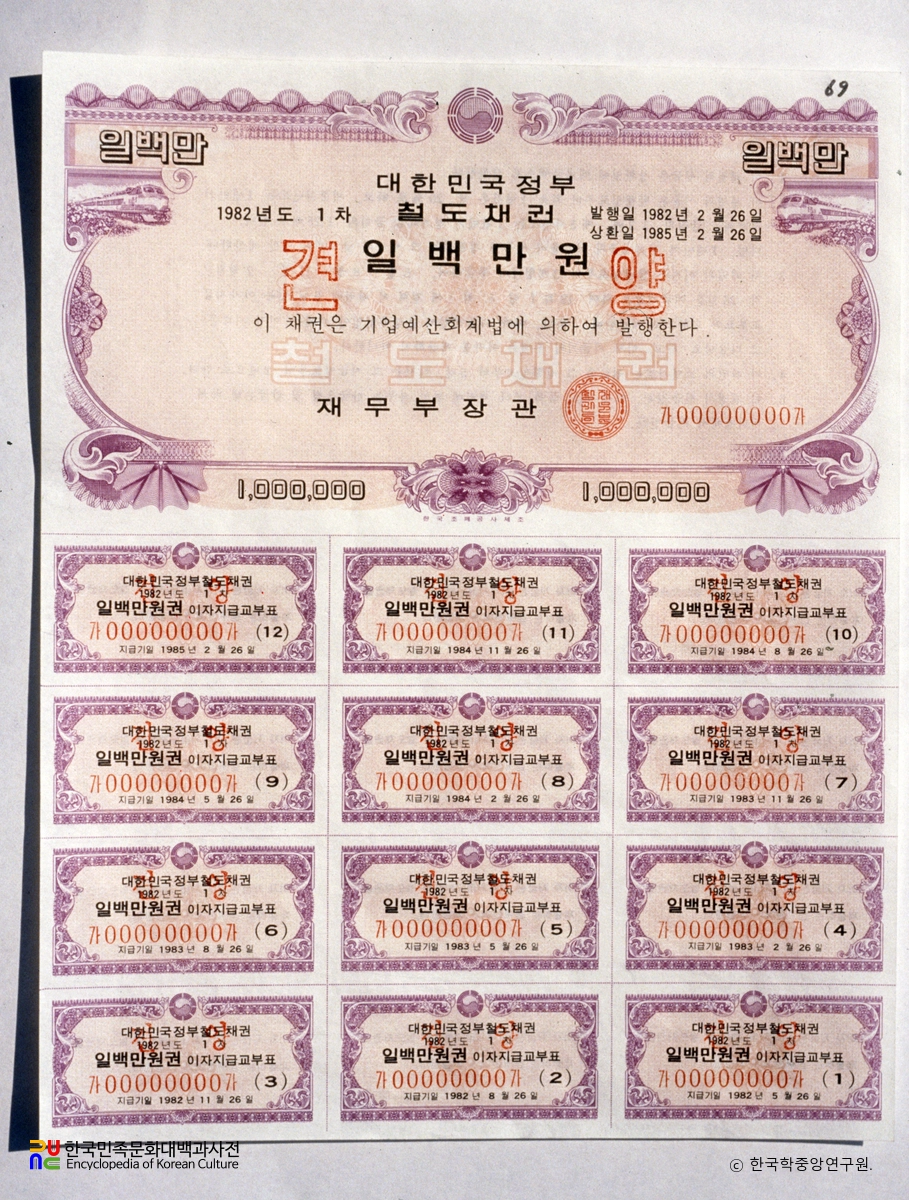 69
일백만 일백만
대한민국정부
1982년도 1차 철도채권 발행일 1982년 2월 26일
상환일 1985년 2월 26일
견 일백만원 양
이 채권은 기업예산회계법에 의하여 발행한다.
철도채권
재무부장관 가00000000가
1,000,000 1,000,000
한국조폐공사제조
대한민국정부철도채권
1982년도 1차
견양
일백만원권 이자지급교부표
가00000000가 (12)
지급기일 1985년 2월 26일
대한민국정부철도채권
1982년도 1차
견양
일백만원권 이자지급교부표
가00000000가 (11)
지급기일 1984년 11월 26일
대한민국정부철도채권
1982년도 1차
견양
일백만원권 이자지급교부표
가00000000가 (10)
지급기일 1984년 8월 26일
대한민국정부철도채권
1982년도 1차
견양
일백만원권 이자지급교부표
가00000000가 (9)
지급기일 1984년 5월 26일
대한민국정부철도채권
1982년도 1차
견양
일백만원권 이자지급교부표
가00000000가 (8)
지급기일 1984년 2월 26일
대한민국정부철도채권
1982년도 1차
견양
일백만원권 이자지급교부표
가00000000가 (7)
지급기일 1983년 11월 26일
대한민국정부철도채권
1982년도 1차
견양
일백만원권 이자지급교부표
가00000000가 (6)
지급기일 1983년 8월 26일
대한민국정부철도채권
1982년도 1차
견양
일백만원권 이자지급교부표
가00000000가 (5)
지급기일 1983년 5월 26일
대한민국정부철도채권
1982년도 1차
견양
일백만원권 이자지급교부표
가00000000가 (4)
지급기일 1983년 2월 26일
대한민국정부철도채권
1982년도 1차
견양
일백만원권 이자지급교부표
가00000000가 (3)
지급기일 1982년 11월 26일
대한민국정부철도채권
1982년도 1차
견양
일백만원권 이자지급교부표
가00000000가 (2)
지급기일 1982년 8월 26일
대한민국정부철도채권
1982년도 1차
견양
일백만원권 이자지급교부표
가00000000가 (1)
지급기일 1982년 5월 26일
한국민족문화대백과사전
Encyclopedia of Korean Culture
© 한국학중앙연구원.